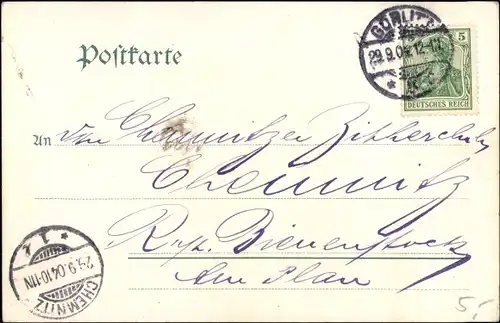 GÖRLITZ
29.9.04. 12-1N
5
DEUTSCHES REICH
Postkarte
An den Chemnitzer Zitherclub
Chemnitz
Bienenstock
Am Plan
29.9.04.10-11N
CHEMNITZ
5,-